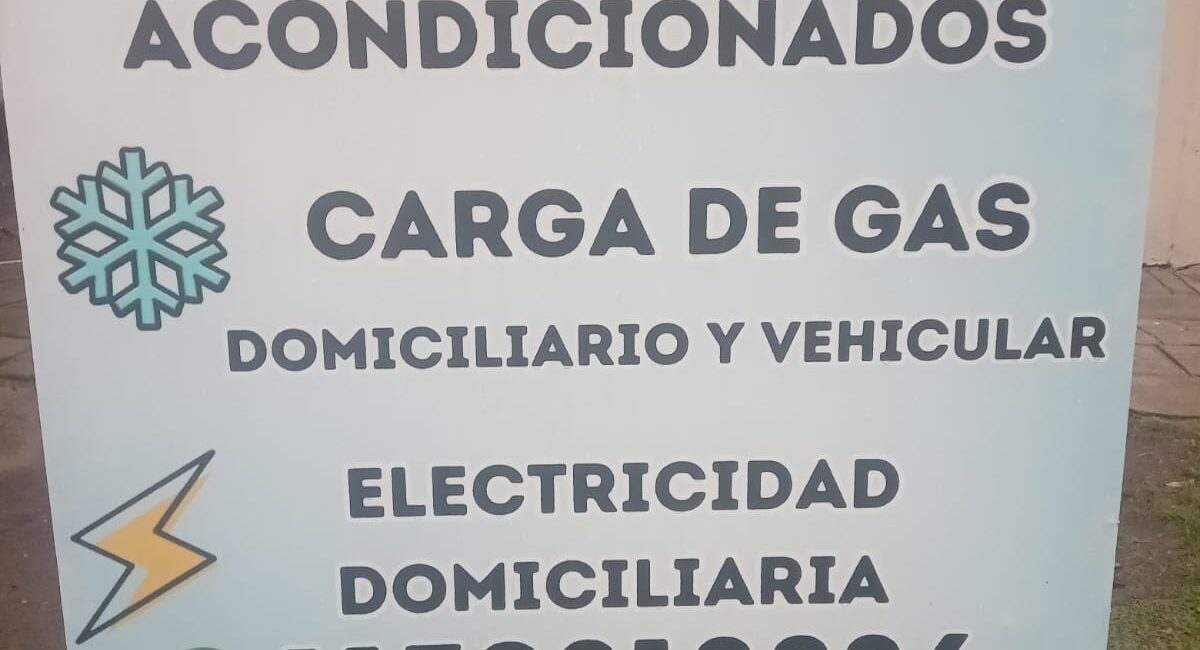 ACONDICIONADOS
CARGA DE GAS
DOMICILIARIO Y VEHICULAR
ELECTRICIDAD
DOMICILIARIA